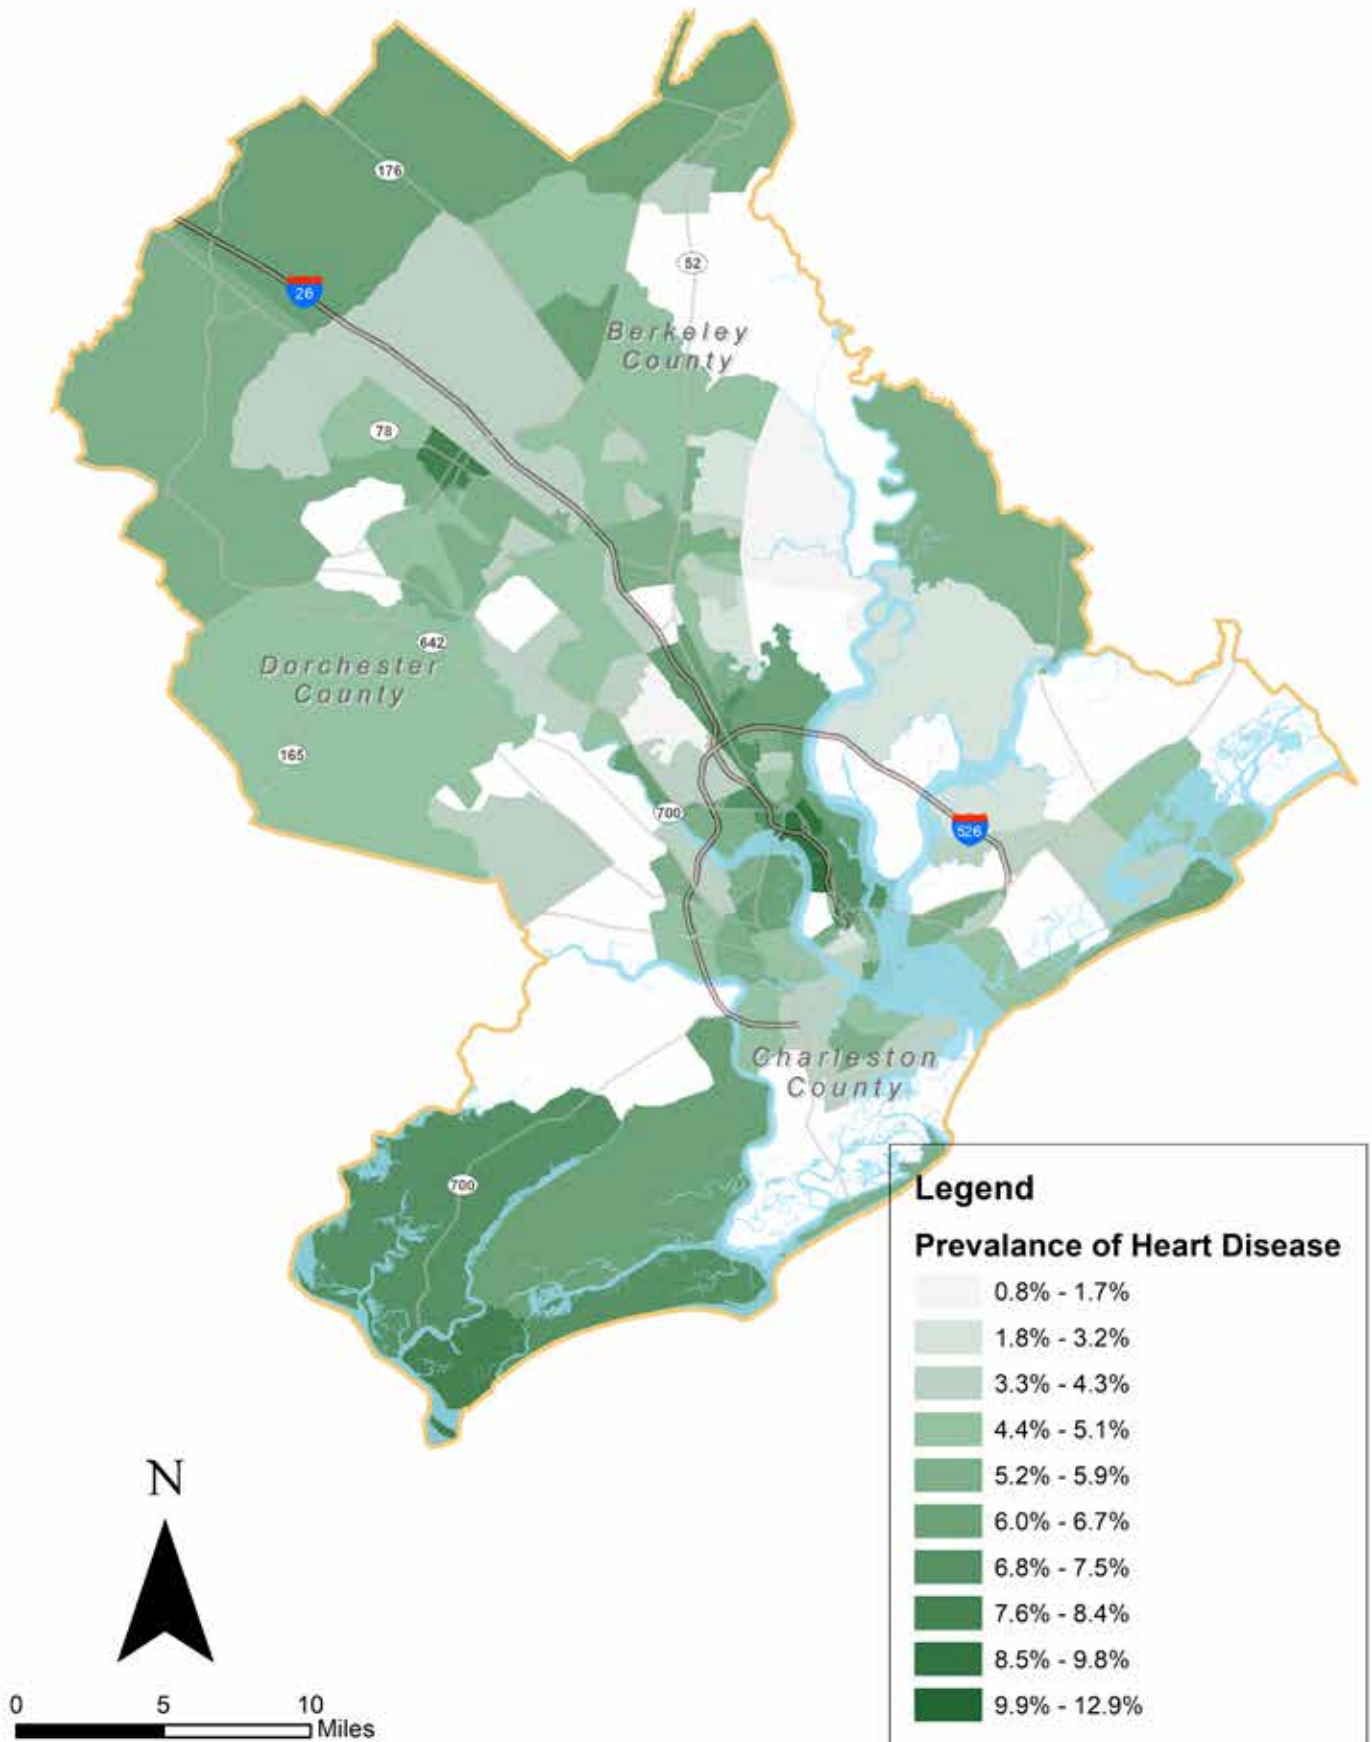 176
26
52
Berkeley
County
78
642
Dorchester
County
165
700
526
Charleston
County
700
Legend
Prevalance of Heart Disease
0.8% - 1.7%
1.8% - 3.2%
3.3% - 4.3%
4.4% - 5.1%
5.2% - 5.9%
6.0% - 6.7%
6.8% - 7.5%
7.6% - 8.4%
8.5% - 9.8%
9.9% - 12.9%
N
0 5 10
Miles